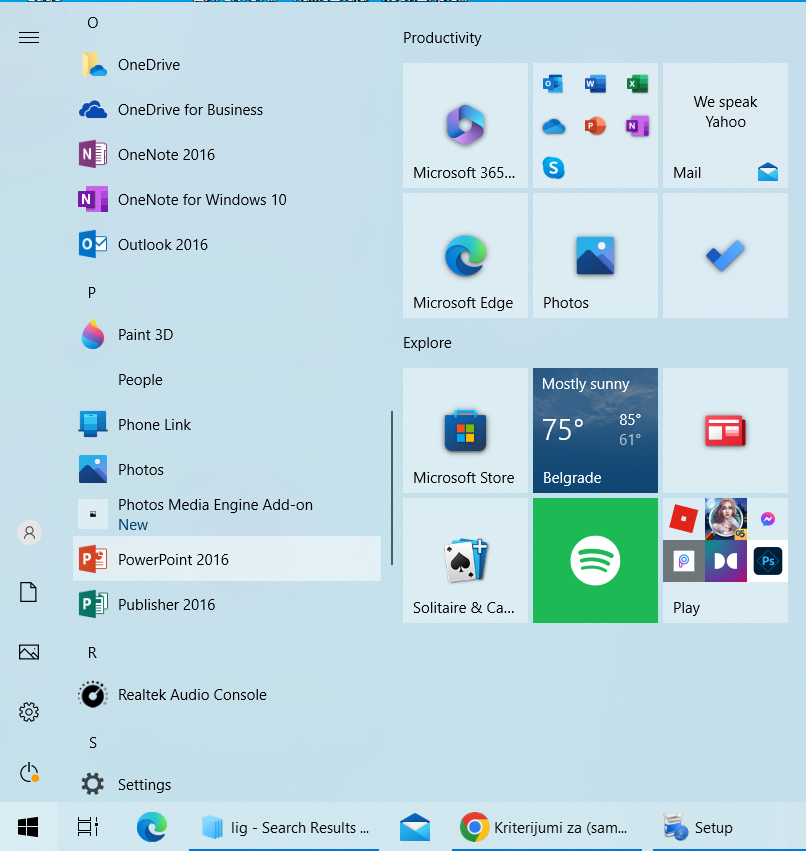 O
OneDrive
OneDrive for Business
OneNote 2016
OneNote for Windows 10
Outlook 2016
P
Paint 3D
People
Phone Link
Photos
Photos Media Engine Add-on
New
PowerPoint 2016
Publisher 2016
R
Realtek Audio Console
S
Settings
Productivity
Microsoft 365...
We speak
Yahoo
Mail
Microsoft Edge
Photos
Explore
Microsoft Store
Mostly sunny
75°
85°
61°
Belgrade
Solitaire & Ca...
Play
lig - Search Results ...
Kriterijumi za (sam...
Setup